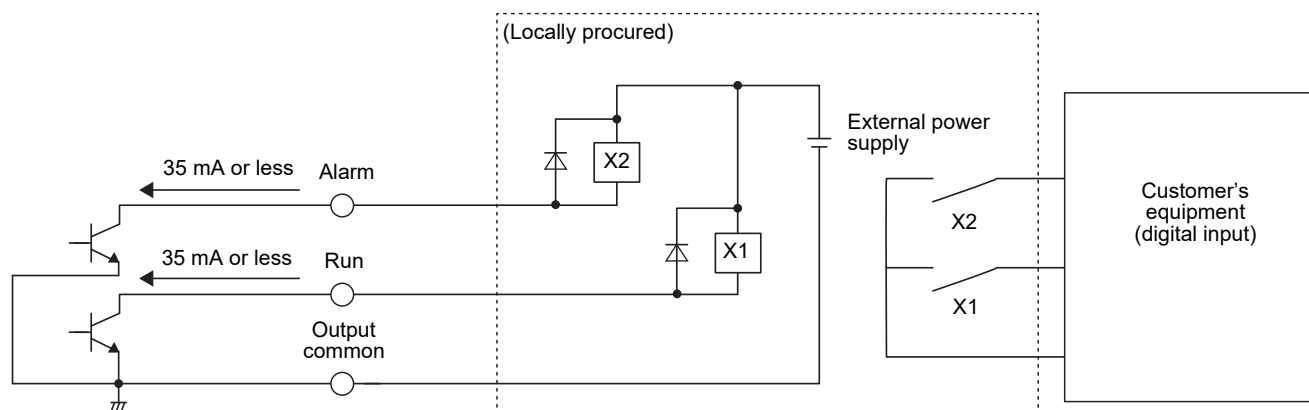 (Locally procured)
External power
supply
X2
35 mA or less
Alarm
X1
35 mA or less
Run
Output
common
X2
X1
Customer's
equipment
(digital input)